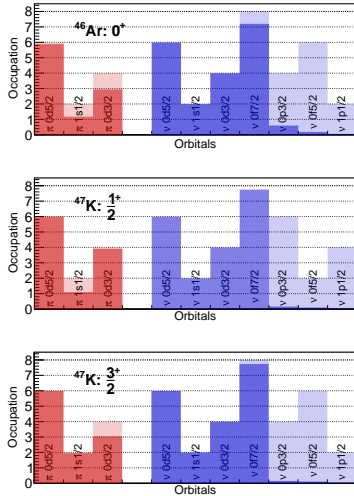 ⁴⁶Ar: 0⁺
Occupation
8
7
6
5
4
3
2
1
0
π 0d5/2
π 1s1/2
π 0d3/2
ν 0d5/2
ν 1s1/2
ν 0d3/2
ν 0f7/2
ν 0p3/2
ν 0f5/2
ν 1p1/2
Orbitals
⁴⁷K: 1/2⁺
Occupation
8
7
6
5
4
3
2
1
0
π 0d5/2
π 1s1/2
π 0d3/2
ν 0d5/2
ν 1s1/2
ν 0d3/2
ν 0f7/2
ν 0p3/2
ν 0f5/2
ν 1p1/2
Orbitals
⁴⁷K: 3/2⁺
Occupation
8
7
6
5
4
3
2
1
0
π 0d5/2
π 1s1/2
π 0d3/2
ν 0d5/2
ν 1s1/2
ν 0d3/2
ν 0f7/2
ν 0p3/2
ν 0f5/2
ν 1p1/2
Orbitals